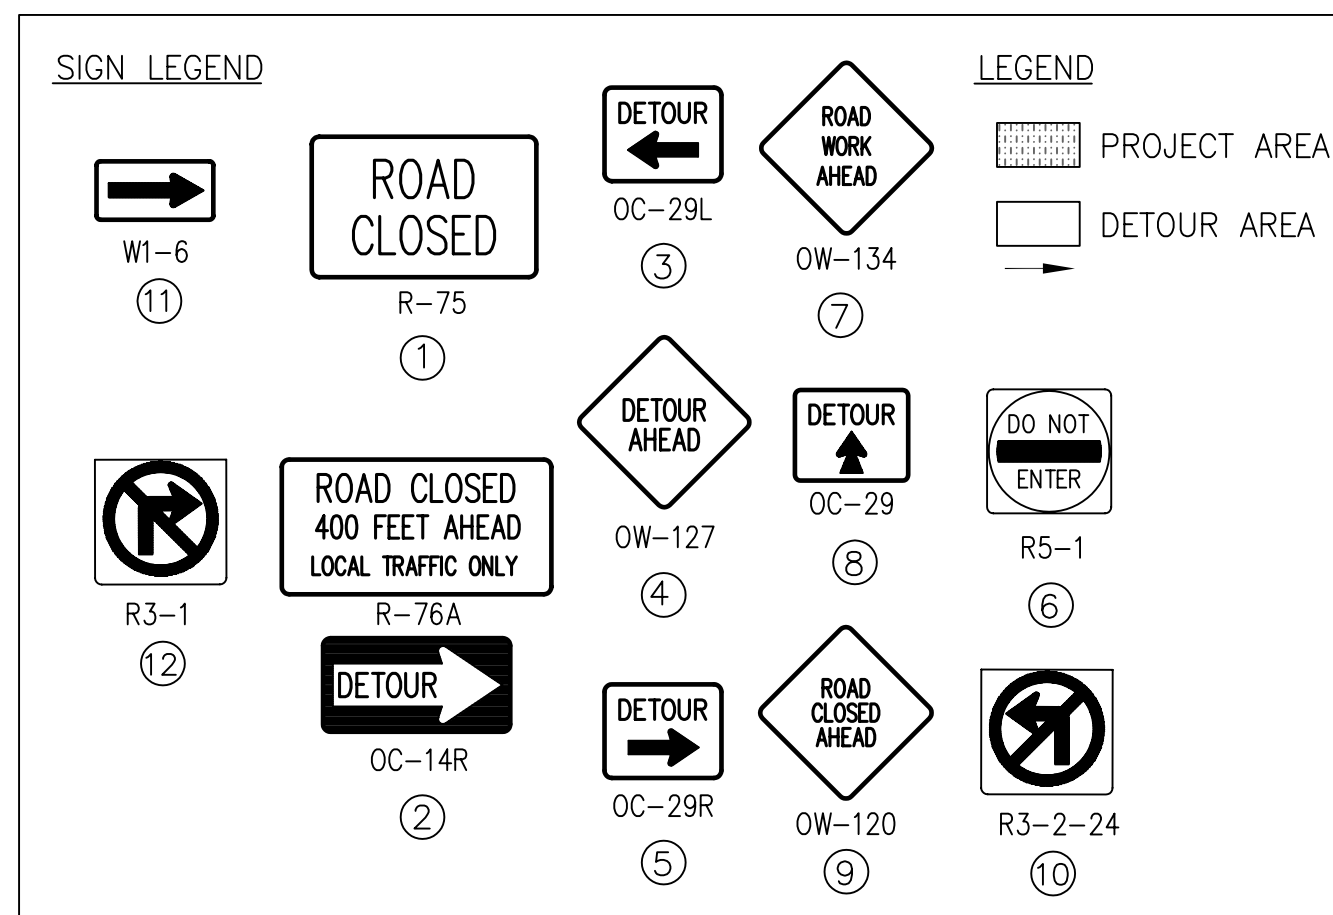 SIGN LEGEND
W1-6
11
ROAD
CLOSED
R-75
1
DETOUR
OC-29L
3
ROAD
WORK
AHEAD
OW-134
7
LEGEND
PROJECT AREA
DETOUR AREA
R3-1
12
ROAD CLOSED
400 FEET AHEAD
LOCAL TRAFFIC ONLY
R-76A
DETOUR
OC-14R
2
DETOUR
AHEAD
OW-127
4
DETOUR
OC-29
8
DO NOT
ENTER
R5-1
6
DETOUR
OC-29R
5
ROAD
CLOSED
AHEAD
OW-120
9
R3-2-24
10